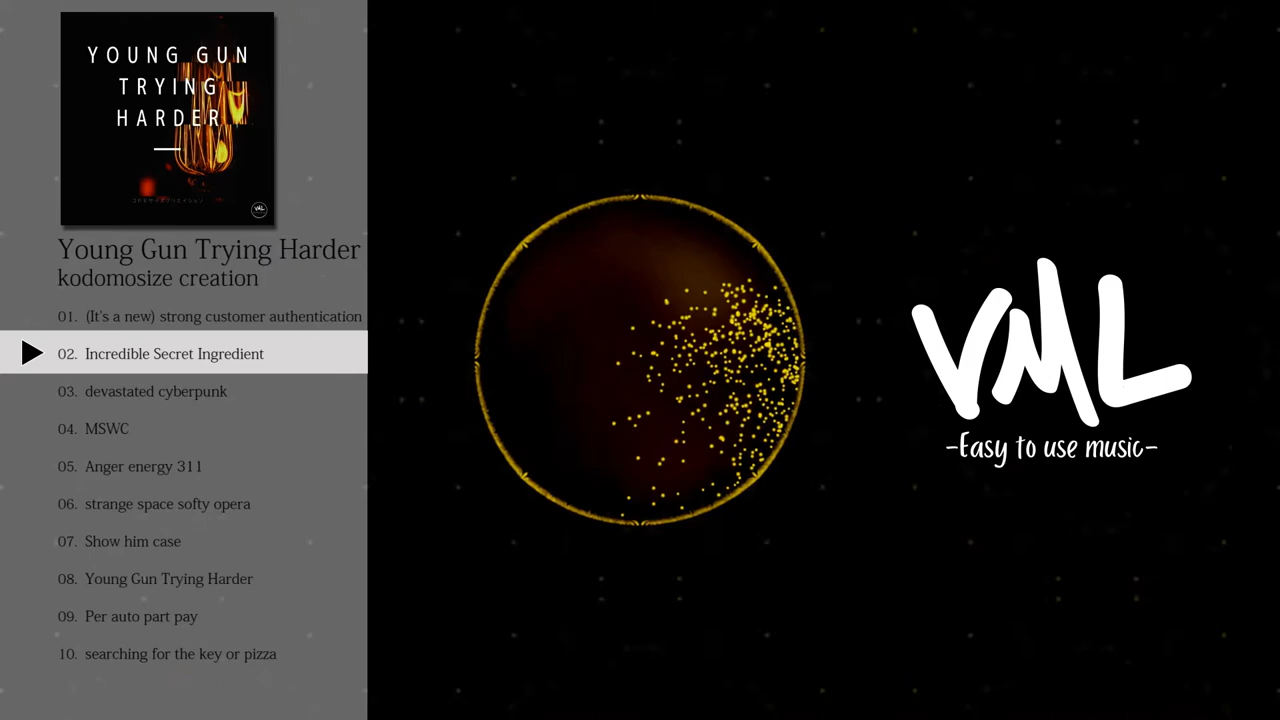 YOUNG GUN
TRYING
HARDER
Young Gun Trying Harder
kodomosize creation
01. (It's a new) strong customer authentication
02. Incredible Secret Ingredient
03. devastated cyberpunk
04. MSWC
05. Anger energy 311
06. strange space softy opera
07. Show him case
08. Young Gun Trying Harder
09. Per auto part pay
10. searching for the key or pizza
VML
-Easy to use music-